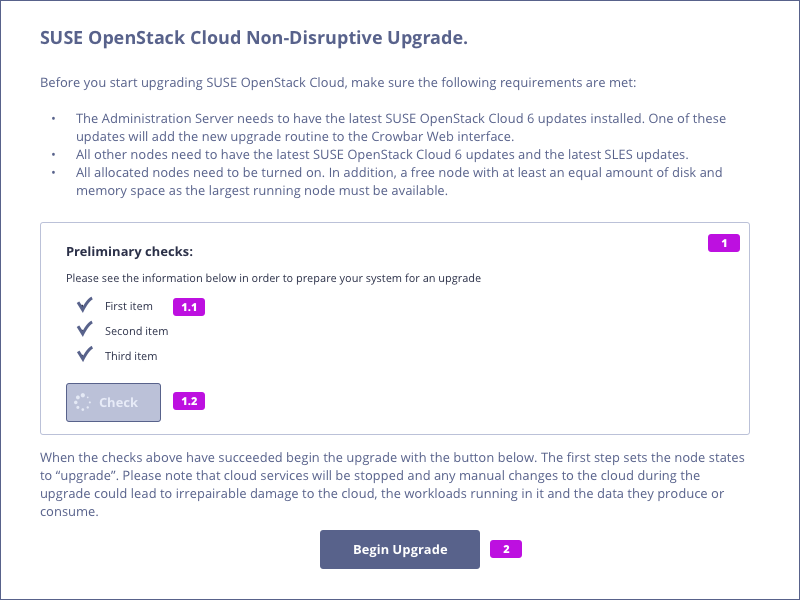 SUSE OpenStack Cloud Non-Disruptive Upgrade.
Before you start upgrading SUSE OpenStack Cloud, make sure the following requirements are met:
• The Administration Server needs to have the latest SUSE OpenStack Cloud 6 updates installed. One of these
updates will add the new upgrade routine to the Crowbar Web interface.
• All other nodes need to have the latest SUSE OpenStack Cloud 6 updates and the latest SLES updates.
• All allocated nodes need to be turned on. In addition, a free node with at least an equal amount of disk and
memory space as the largest running node must be available.
1
Preliminary checks:
Please see the information below in order to prepare your system for an upgrade
First item 1.1
Second item
Third item
Check 1.2
When the checks above have succeeded begin the upgrade with the button below. The first step sets the node states
to “upgrade”. Please note that cloud services will be stopped and any manual changes to the cloud during the
upgrade could lead to irrepairable damage to the cloud, the workloads running in it and the data they produce or
consume.
Begin Upgrade 2